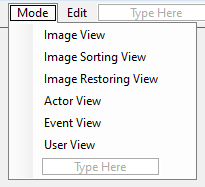 Mode Edit Type Here
Image View
Image Sorting View
Image Restoring View
Actor View
Event View
User View
Type Here